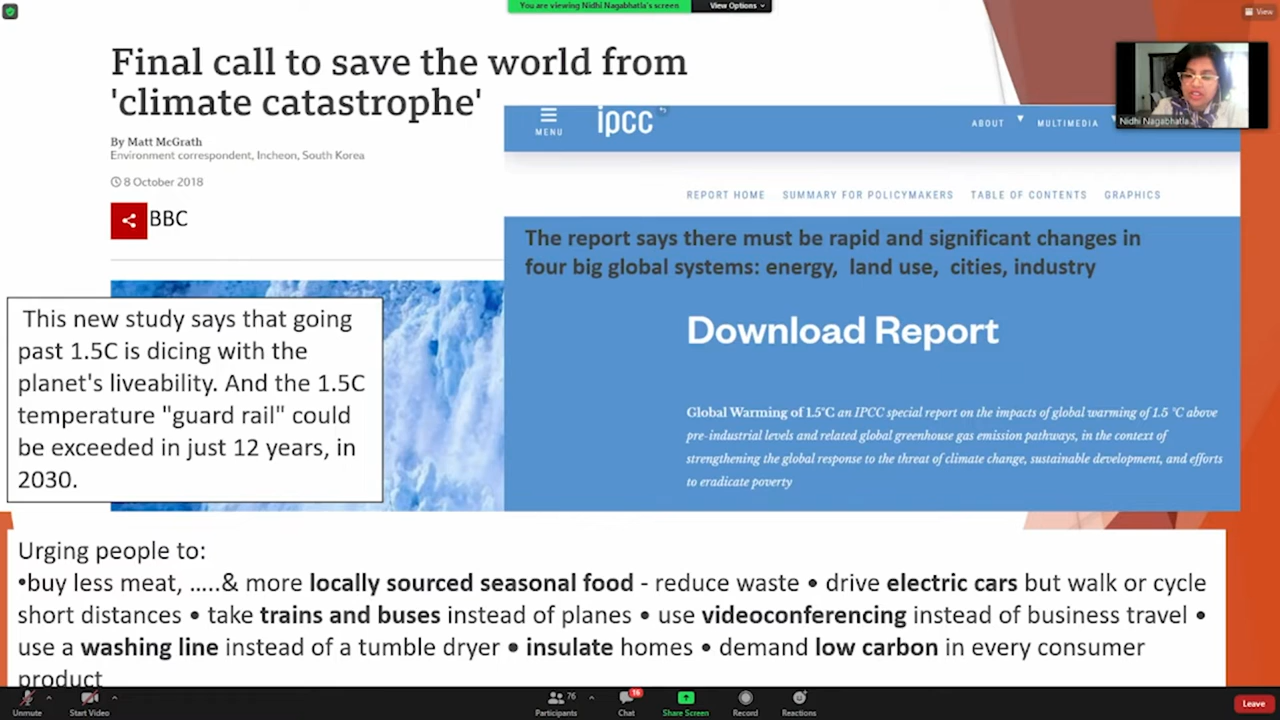 You are viewing Nidhi Nagabhatla's screen
View Options
View
Final call to save the world from
'climate catastrophe'
By Matt McGrath
Environment correspondent, Incheon, South Korea
8 October 2018
BBC
MENU
ipcc
ABOUT
MULTIMEDIA
Nidhi Nagabhatla
REPORT HOME
SUMMARY FOR POLICYMAKERS
TABLE OF CONTENTS
GRAPHICS
The report says there must be rapid and significant changes in
four big global systems: energy, land use, cities, industry
Download Report
Global Warming of 1.5°C an IPCC special report on the impacts of global warming of 1.5 °C above
pre-industrial levels and related global greenhouse gas emission pathways, in the context of
strengthening the global response to the threat of climate change, sustainable development, and efforts
to eradicate poverty
This new study says that going
past 1.5C is dicing with the
planet's liveability. And the 1.5C
temperature "guard rail" could
be exceeded in just 12 years, in
2030.
Urging people to:
•buy less meat, .....& more locally sourced seasonal food - reduce waste • drive electric cars but walk or cycle
short distances • take trains and buses instead of planes • use videoconferencing instead of business travel •
use a washing line instead of a tumble dryer • insulate homes • demand low carbon in every consumer
product
Unmute
Start Video
76
Participants
16
Chat
Share Screen
Record
Reactions
Leave